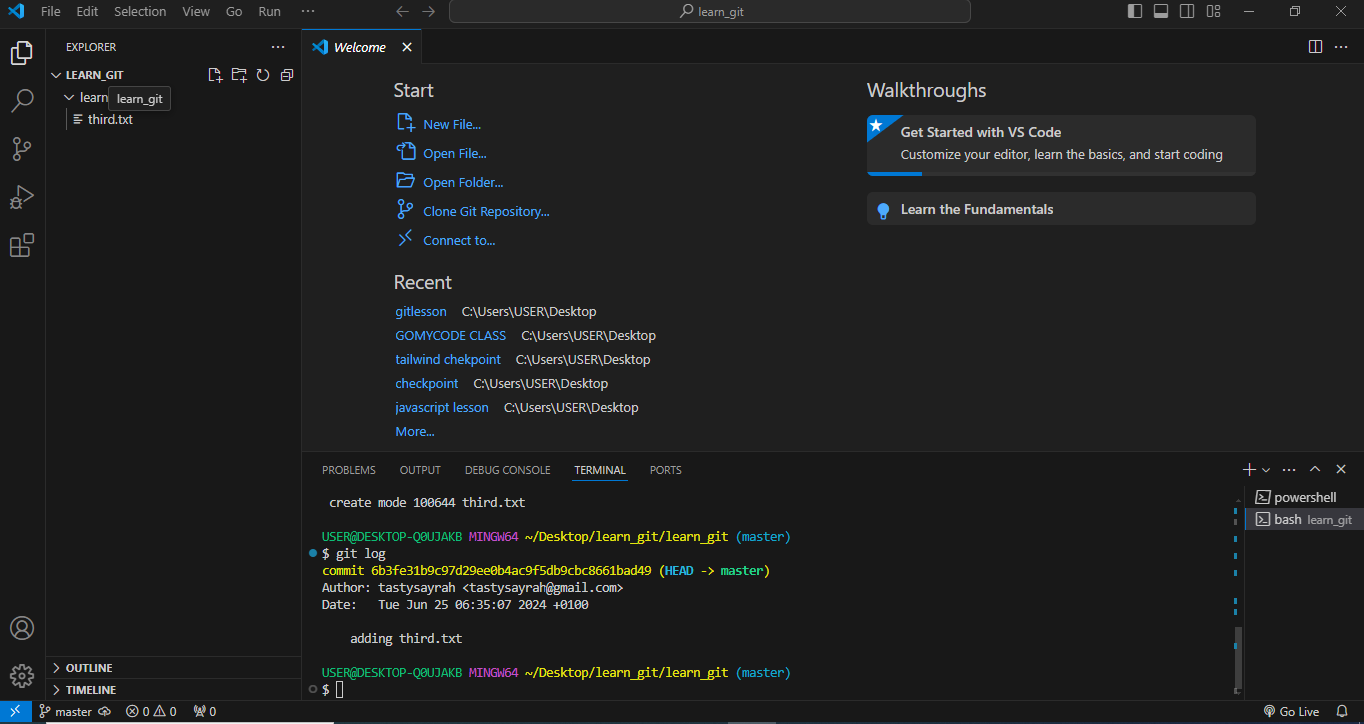 File Edit Selection View Go Run ··· learn_git
EXPLORER ···
LEARN_GIT
learn
learn_git
third.txt
OUTLINE
TIMELINE
Welcome
Start
New File...
Open File...
Open Folder...
Clone Git Repository...
Connect to...
Recent
gitlesson C:\Users\USER\Desktop
GOMYCODE CLASS C:\Users\USER\Desktop
tailwind chekpoint C:\Users\USER\Desktop
checkpoint C:\Users\USER\Desktop
javascript lesson C:\Users\USER\Desktop
More...
Walkthroughs
Get Started with VS Code
Customize your editor, learn the basics, and start coding
Learn the Fundamentals
PROBLEMS OUTPUT DEBUG CONSOLE TERMINAL PORTS
create mode 100644 third.txt
USER@DESKTOP-Q0UJAKB MINGW64 ~/Desktop/learn_git/learn_git (master)
$ git log
commit 6b3fe31b9c97d29ee0b4ac9f5db9cbc8661bad49 (HEAD -> master)
Author: tastysayrah <tastysayrah@gmail.com>
Date:   Tue Jun 25 06:35:07 2024 +0100
adding third.txt
USER@DESKTOP-Q0UJAKB MINGW64 ~/Desktop/learn_git/learn_git (master)
$
powershell
bash learn_git
master 0 0 0 Go Live